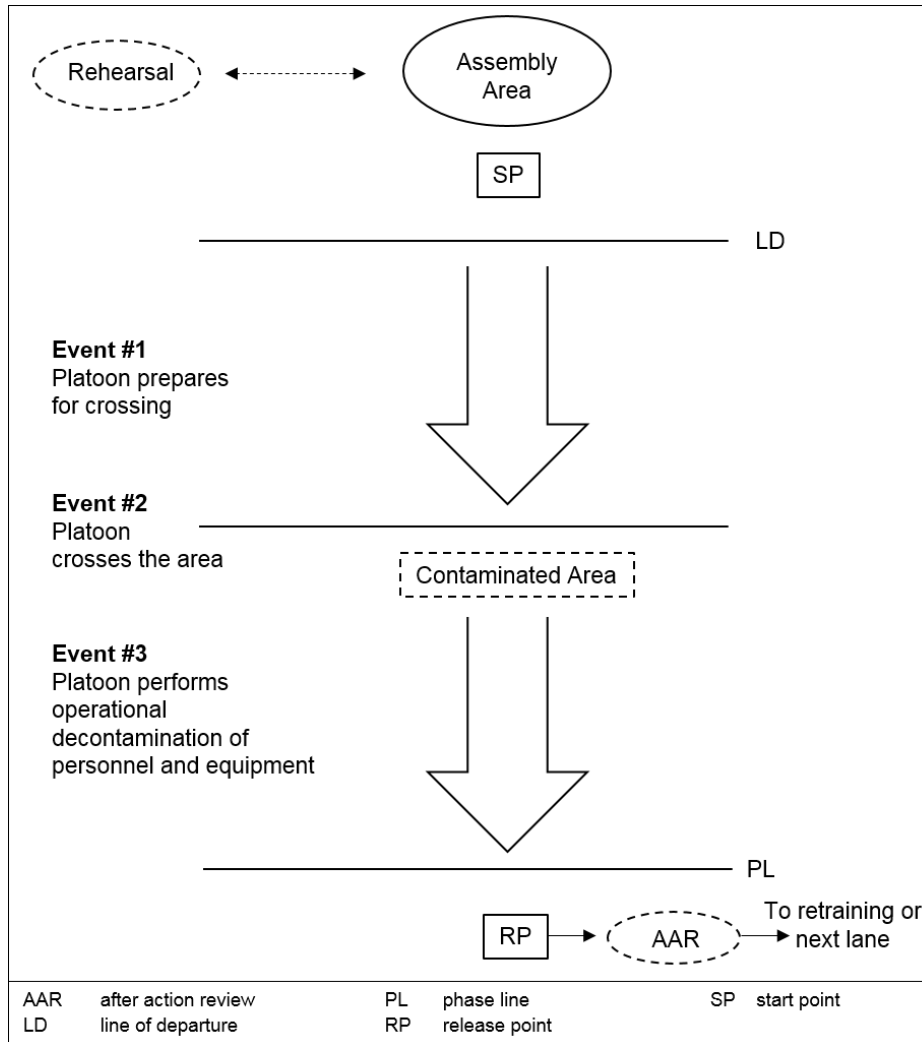 Rehearsal
Assembly
Area
SP
LD
Event #1
Platoon prepares
for crossing
Event #2
Platoon
crosses the area
Contaminated Area
Event #3
Platoon performs
operational
decontamination of
personnel and equipment
PL
RP
AAR
To retraining or
next lane
AAR after action review PL phase line SP start point
LD line of departure RP release point